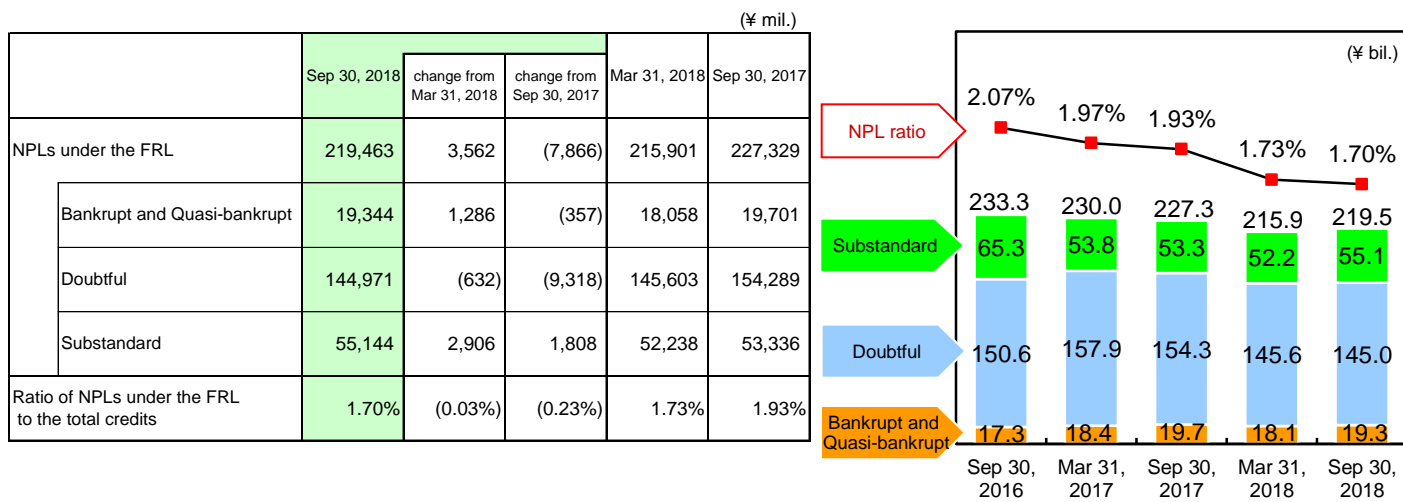 (¥ mil.)
Sep 30, 2018 change from Mar 31, 2018 change from Sep 30, 2017 Mar 31, 2018 Sep 30, 2017
NPLs under the FRL 219,463 3,562 (7,866) 215,901 227,329
Bankrupt and Quasi-bankrupt 19,344 1,286 (357) 18,058 19,701
Doubtful 144,971 (632) (9,318) 145,603 154,289
Substandard 55,144 2,906 1,808 52,238 53,336
Ratio of NPLs under the FRL
to the total credits 1.70% (0.03%) (0.23%) 1.73% 1.93%
(¥ bil.)
NPL ratio 2.07% 1.97% 1.93% 1.73% 1.70%
233.3 230.0 227.3 215.9 219.5
Substandard 65.3 53.8 53.3 52.2 55.1
Doubtful 150.6 157.9 154.3 145.6 145.0
Bankrupt and
Quasi-bankrupt 17.3 18.4 19.7 18.1 19.3
Sep 30, Mar 31, Sep 30, Mar 31, Sep 30,
2016 2017 2017 2018 2018